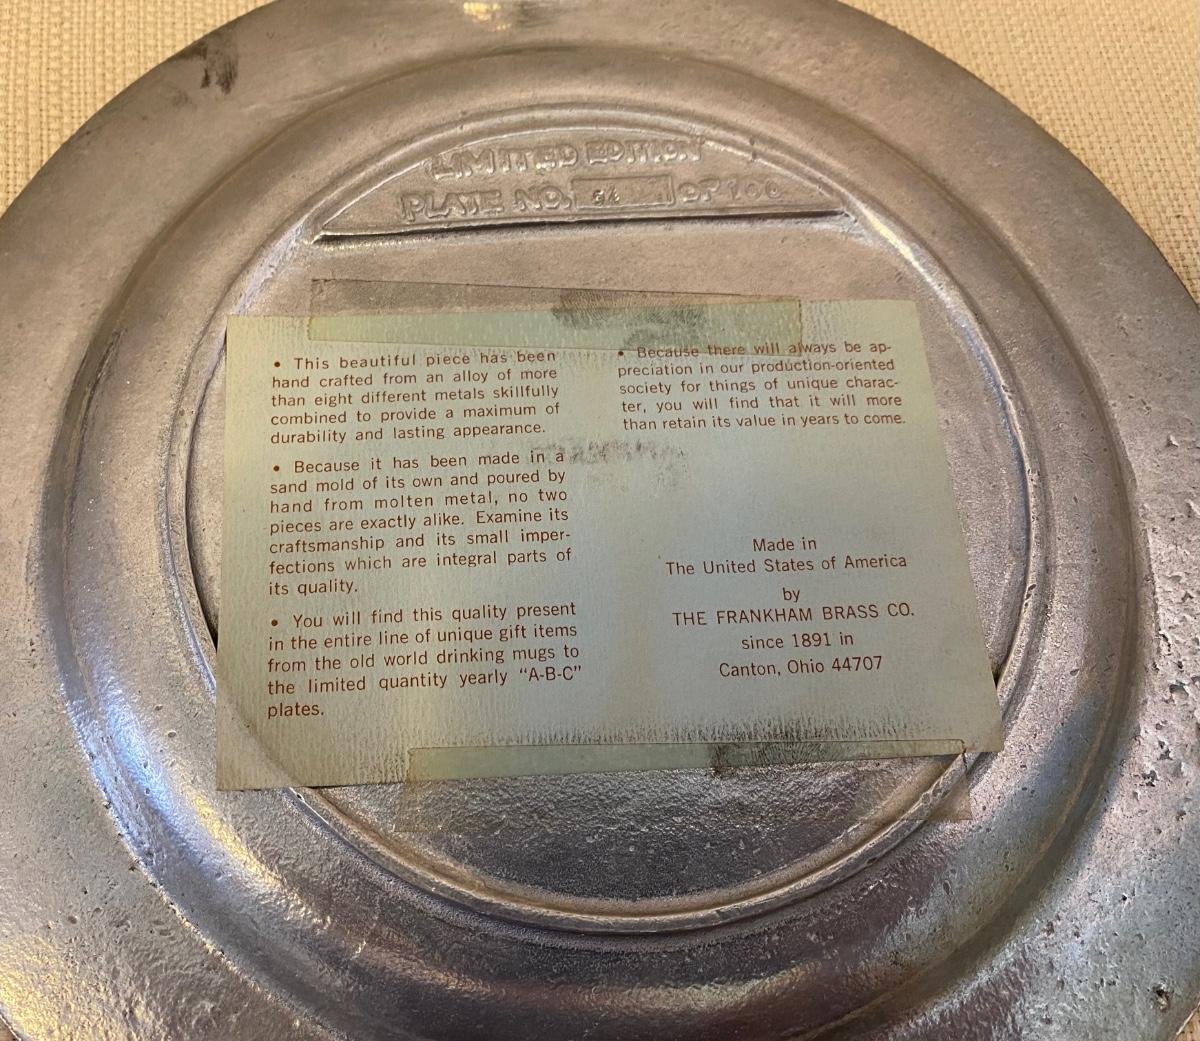 LIMITED EDITION
PLATE NO. OF 100
• This beautiful piece has been
hand crafted from an alloy of more
than eight different metals skillfully
combined to provide a maximum of
durability and lasting appearance.
• Because it has been made in a
sand mold of its own and poured by
hand from molten metal, no two
pieces are exactly alike. Examine its
craftsmanship and its small imper-
fections which are integral parts of
its quality.
• You will find this quality present
in the entire line of unique gift items
from the old world drinking mugs to
the limited quantity yearly “A-B-C”
plates.
• Because there will always be ap-
preciation in our production-oriented
society for things of unique charac-
ter, you will find that it will more
than retain its value in years to come.
Made in
The United States of America
by
THE FRANKHAM BRASS CO.
since 1891 in
Canton, Ohio 44707